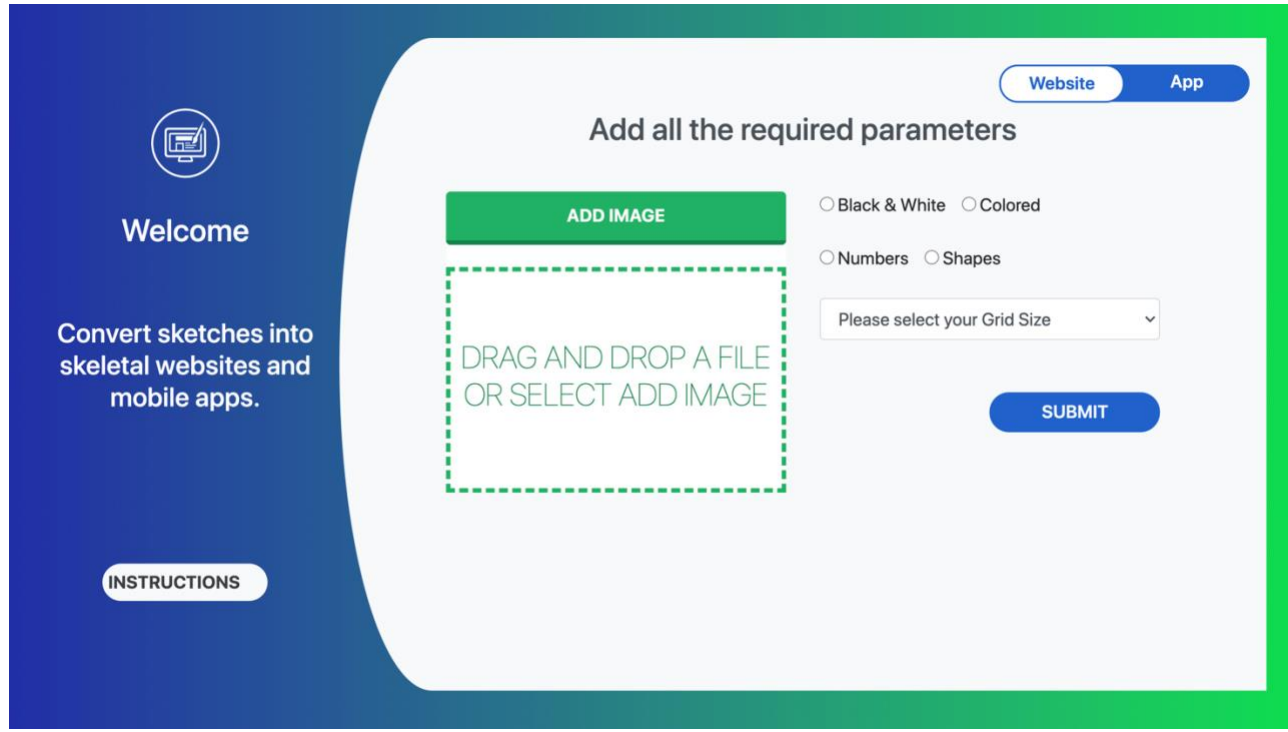 Welcome
Convert sketches into
skeletal websites and
mobile apps.
INSTRUCTIONS
Website App
Add all the required parameters
ADD IMAGE
DRAG AND DROP A FILE
OR SELECT ADD IMAGE
Black & White Colored
Numbers Shapes
Please select your Grid Size
SUBMIT